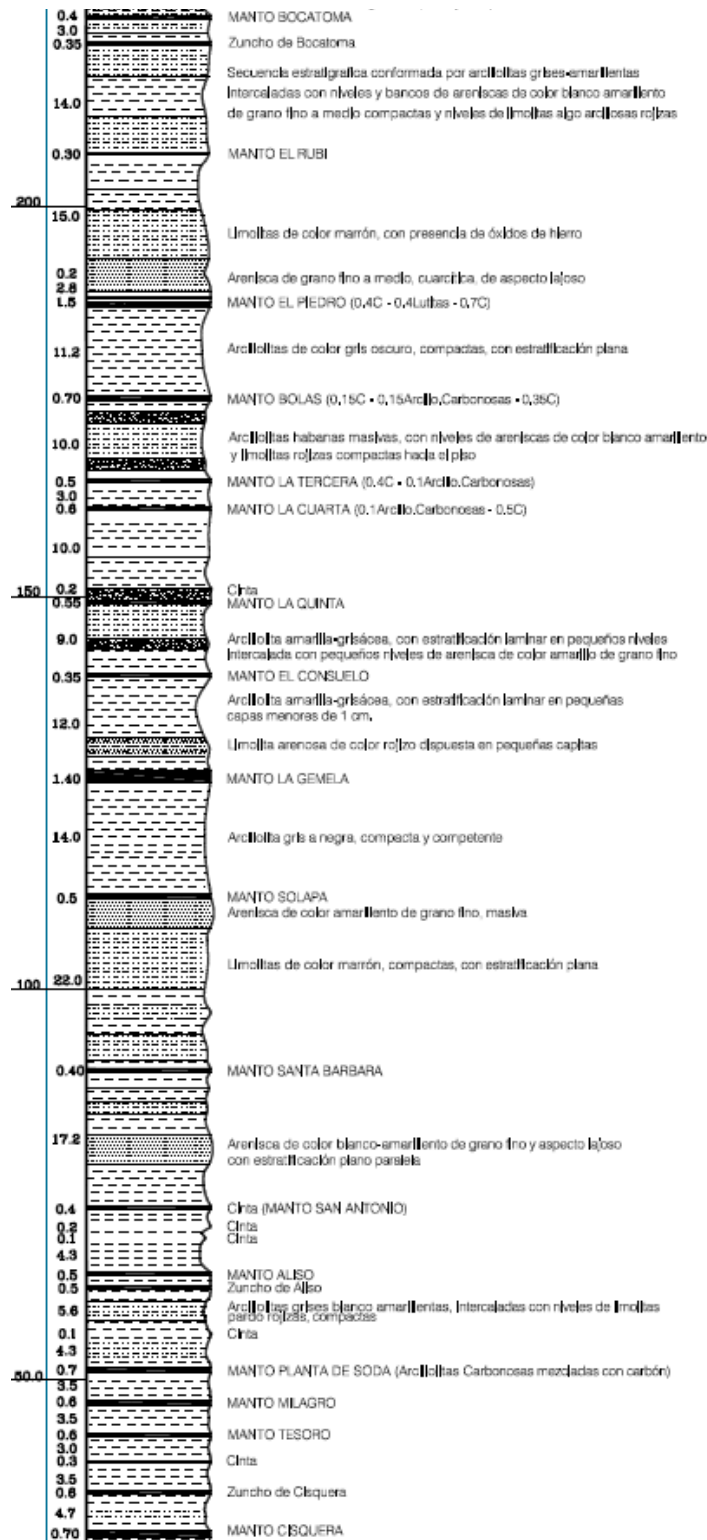 0.4 MANTO BOCATOMA
3.0
0.35 Zuncho de Bocatoma
Secuencia estratigrafica conformada por arcillolitas grises-amarillentas
14.0 Intercaladas con niveles y bancos de areniscas de color blanco amariento
de grano fino a medio compactas y niveles de limolitas algo arcillosas rojizas
0.30 MANTO EL RUBI
200
15.0
Limolitas de color marrón, con presencia de óxidos de hierro
0.2 Arenisca de grano fino a medio, cuarcítica, de aspecto lajoso
2.8
1.5 MANTO EL PIEDRO (0.4C - 0.4Lutitas - 0.7C)
11.2 Arcillolitas de color gris oscuro, compactas, con estratificación plana
0.70 MANTO BOLAS (0.15C - 0.15Arcillo.Carbonosas - 0.35C)
10.0 Arcillolitas habanas masivas, con niveles de areniscas de color blanco amariento
y limolitas rojizas compactas hacia el piso
0.5 MANTO LA TERCERA (0.4C - 0.1Arcillo.Carbonosas)
3.0
0.6 MANTO LA CUARTA (0.1Arcillo.Carbonosas - 0.5C)
10.0
150 0.2 Cinta
0.55 MANTO LA QUINTA
9.0 Arcillolita amarilla-grisácea, con estratificación laminar en pequeños niveles
Intercalada con pequeños niveles de arenisca de color amarillo de grano fino
0.35 MANTO EL CONSUELO
12.0 Arcillolita amarilla-grisácea, con estratificación laminar en pequeñas
capas menores de 1 cm.
Limolita arenosa de color rojizo dispuesta en pequeñas capitas
1.40 MANTO LA GEMELA
14.0 Arcillolita gris a negra, compacta y competente
0.5 MANTO SOLAPA
Arenisca de color amariento de grano fino, masiva
Limolitas de color marrón, compactas, con estratificación plana
100 22.0
0.40 MANTO SANTA BARBARA
17.2 Arenisca de color blanco-amariento de grano fino y aspecto lajoso
con estratificación plano paralela
0.4 Cinta (MANTO SAN ANTONIO)
0.2 Cinta
0.1 Cinta
4.3
0.5 MANTO ALISO
0.5 Zuncho de Aliso
5.6 Arcillolitas grises blanco amarillentas, Intercaladas con niveles de limolitas
pardo rojizas, compactas
0.1 Cinta
4.3
0.7 MANTO PLANTA DE SODA (Arcillolitas Carbonosas mezcladas con carbón)
50.0 3.5
0.6 MANTO MILAGRO
3.5
0.6 MANTO TESORO
3.0
0.3 Cinta
3.5
0.6 Zuncho de Cisquera
4.7
0.70 MANTO CISQUERA